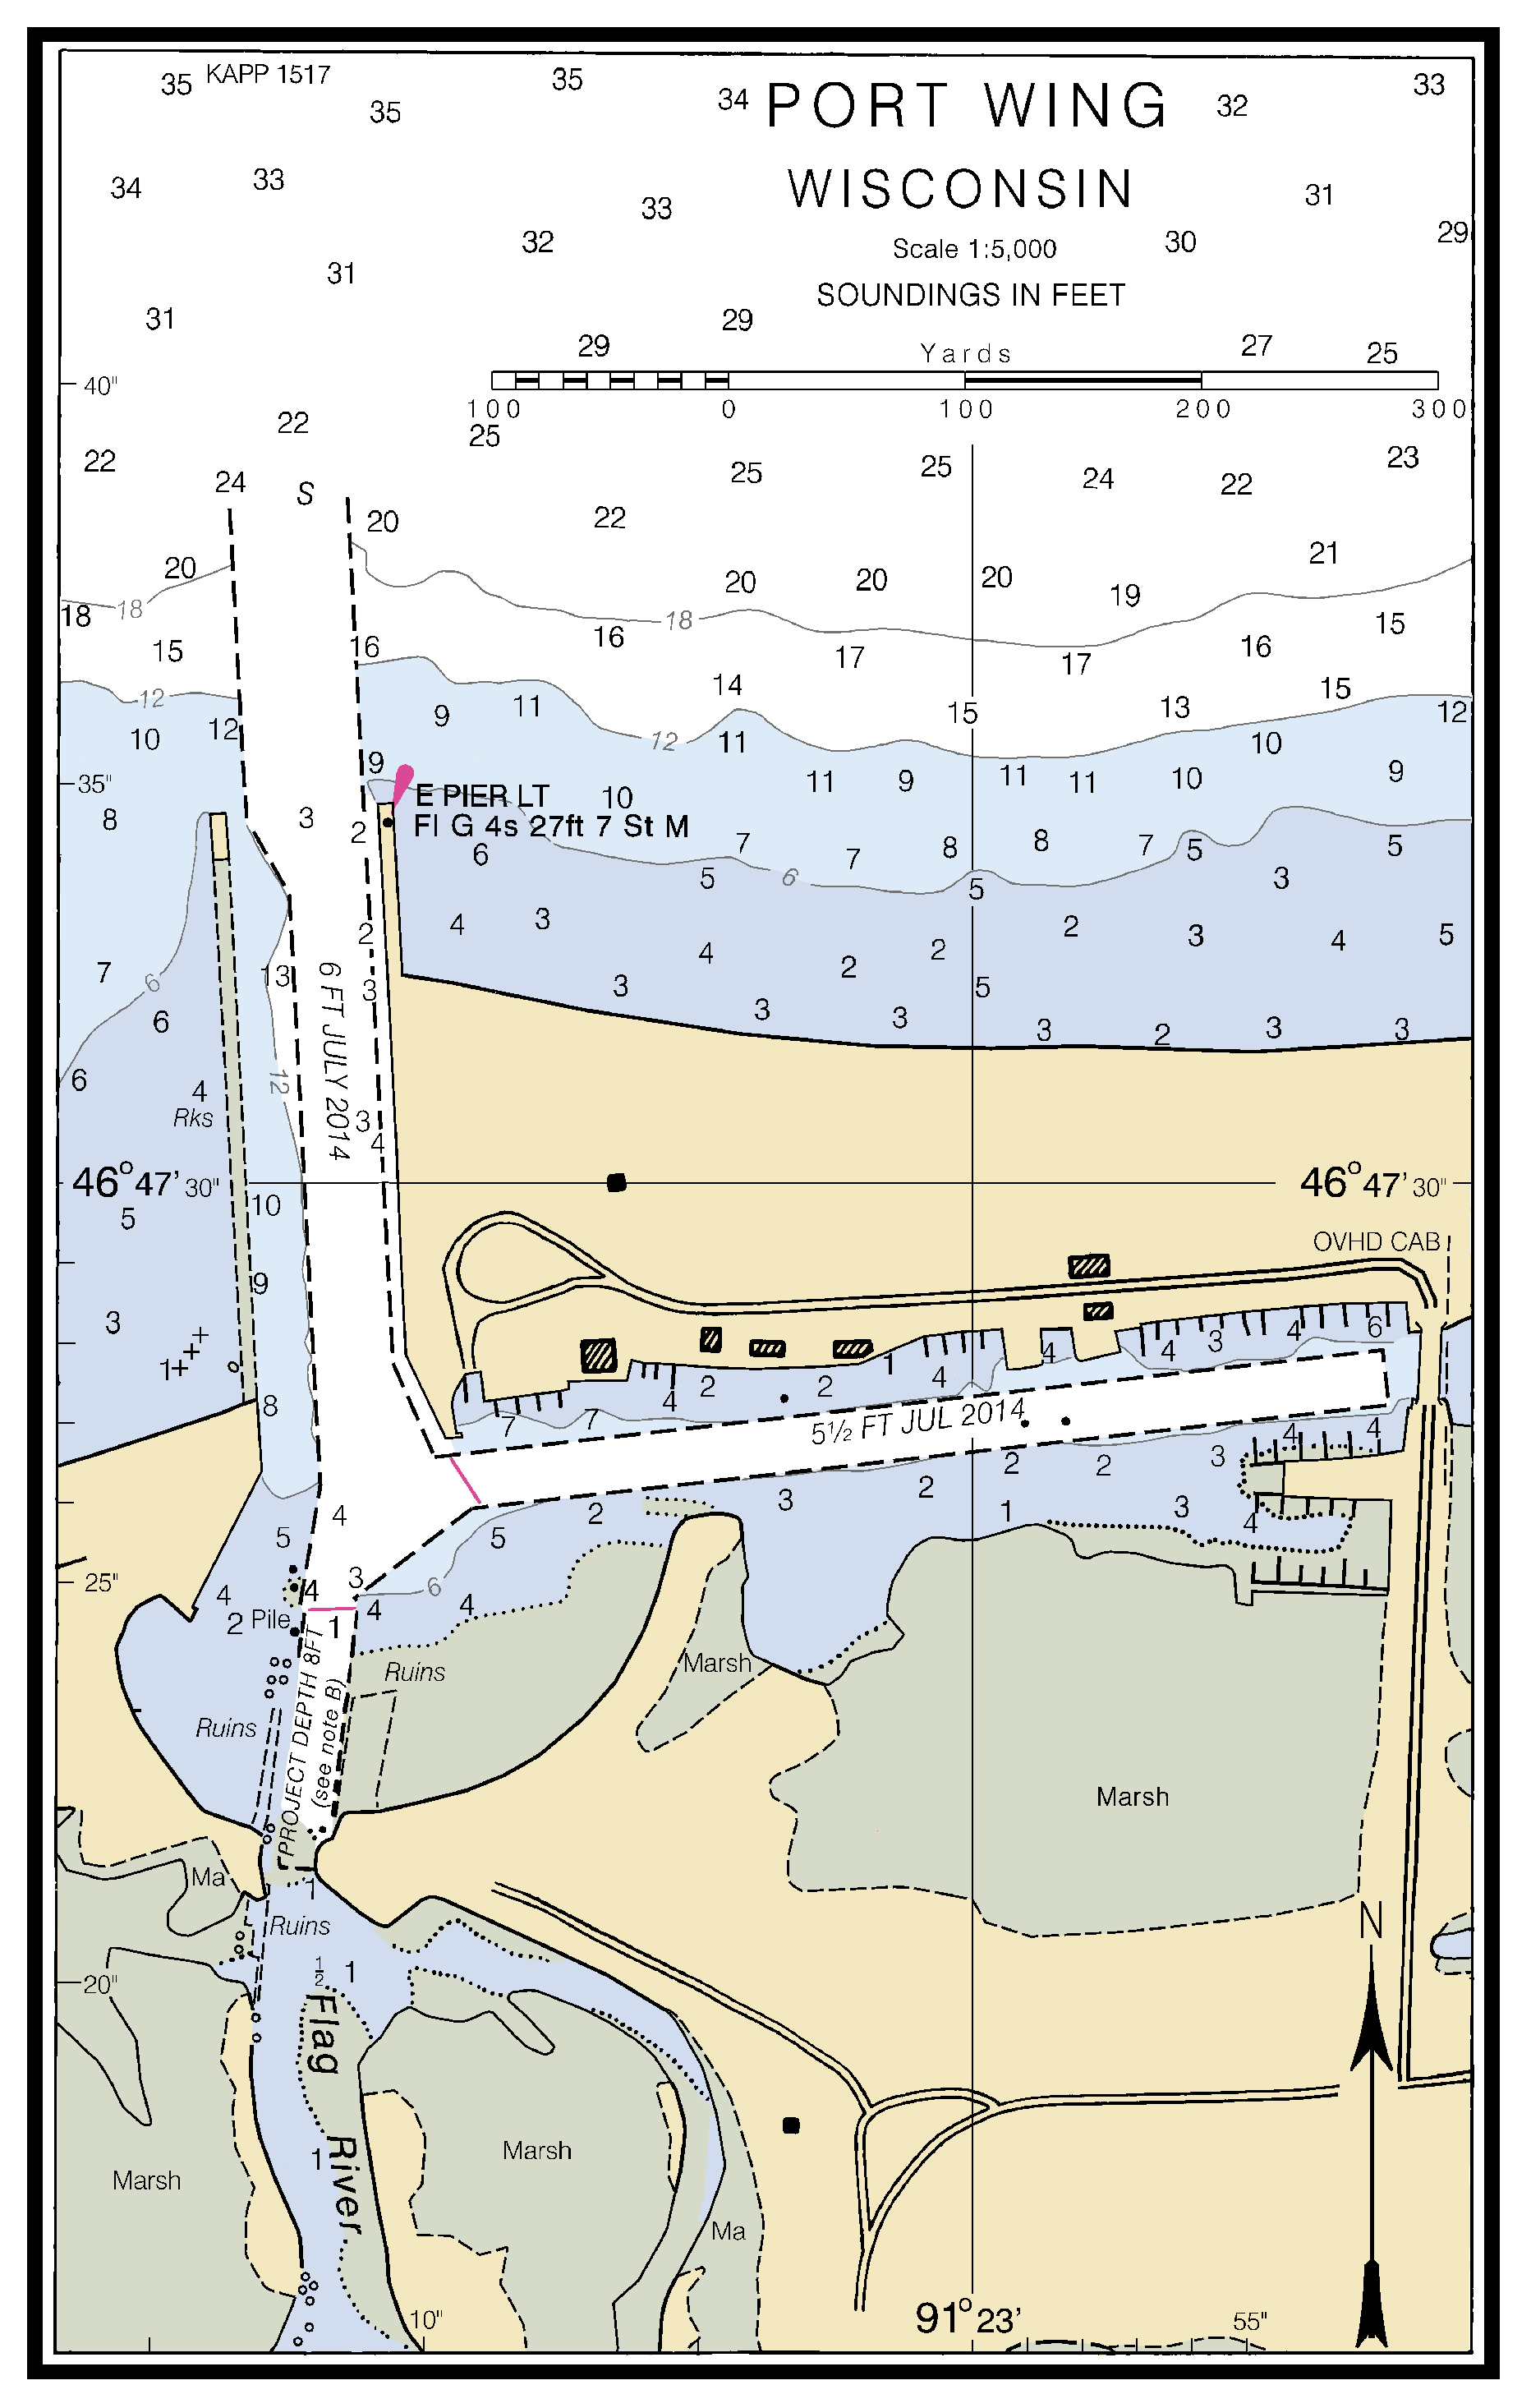 35 KAPP 1517 35 33
35 34 PORT WING 32
34 33 WISCONSIN 31
33
32 Scale 1:5,000 30 29
31
SOUNDINGS IN FEET
31 29
29 Yards 27 25
40"
100 0 100 200 300
22 25
22 25 25 24 23
24 S 22
20 22
20 21
20 20 20 19
18 18 18 15
15 16 16 17 17 16
12 14 15
10 12 9 11 12 11 15 13 10 12
9
35" 10 11 9 11 11 10 9
E PIER LT
8 3 2 Fl G 4s 27ft 7 St M
6 7 7 8 8 7 5 5
5 6 5 3
2 4 3 4 2 2 2 3 4 5
7 6 13 3 3 2 5
6 FT JULY 2014
6 3 3 3 2 3 3
6 4 12
Rks 3
4
46°47'30" 46°47'30"
5 10
OVHD CAB
9
3 4 3 4 6
1 1 4 4
2 2 4
8 4
7 7 5½ FT JUL 2014 4 4
2 2 3
4 2 3 2 1 3 4
5 5
25" 4 3 6
4 4 4
2 Pile 1
Ruins Marsh
PROJECT DEPTH 8FT
(see note B)
Ruins
Marsh
Ma
1
Ruins N
½ 1
20"
Flag River
1
Marsh
Marsh
Ma
10" 91°23' 55"